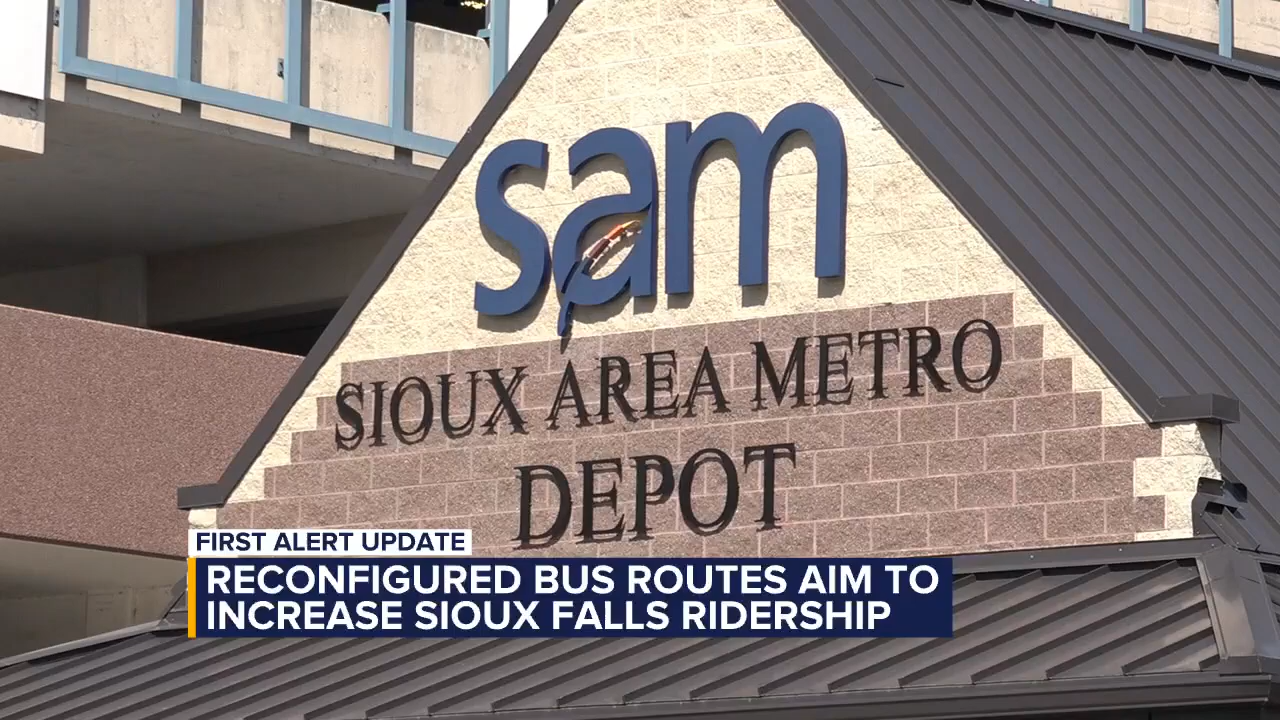 sam
SIOUX AREA METRO
DEPOT
FIRST ALERT UPDATE
RECONFIGURED BUS ROUTES AIM TO
INCREASE SIOUX FALLS RIDERSHIP